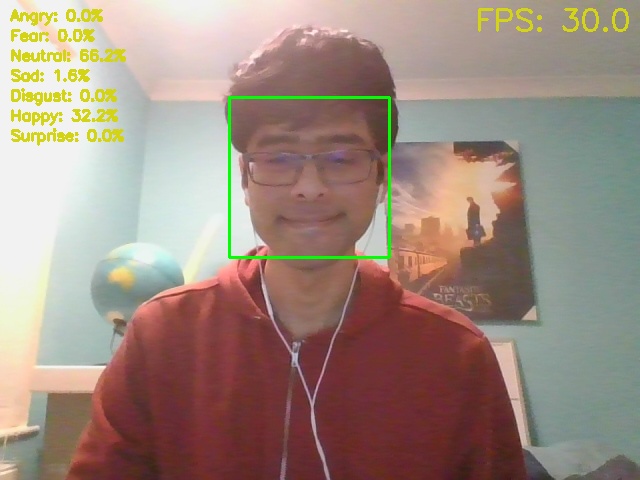 Angry: 0.0%
Fear: 0.0%
Neutral: 66.2%
Sad: 1.6%
Disgust: 0.0%
Happy: 32.2%
Surprise: 0.0%
FPS: 30.0
FANTASTIC
BEASTS